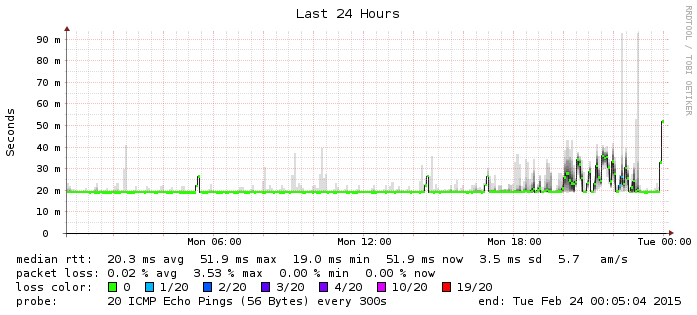 Last 24 Hours
RRDTOOL / TOBI OETIKER
Seconds
90 m
80 m
70 m
60 m
50 m
40 m
30 m
20 m
10 m
0
Mon 06:00 Mon 12:00 Mon 18:00 Tue 00:00
median rtt: 20.3 ms avg 51.9 ms max 19.0 ms min 51.9 ms now 3.5 ms sd 5.7 am/s
packet loss: 0.02 % avg 3.53 % max 0.00 % min 0.00 % now
loss color: 0 1/20 2/20 3/20 4/20 10/20 19/20
probe: 20 ICMP Echo Pings (56 Bytes) every 300s end: Tue Feb 24 00:05:04 2015